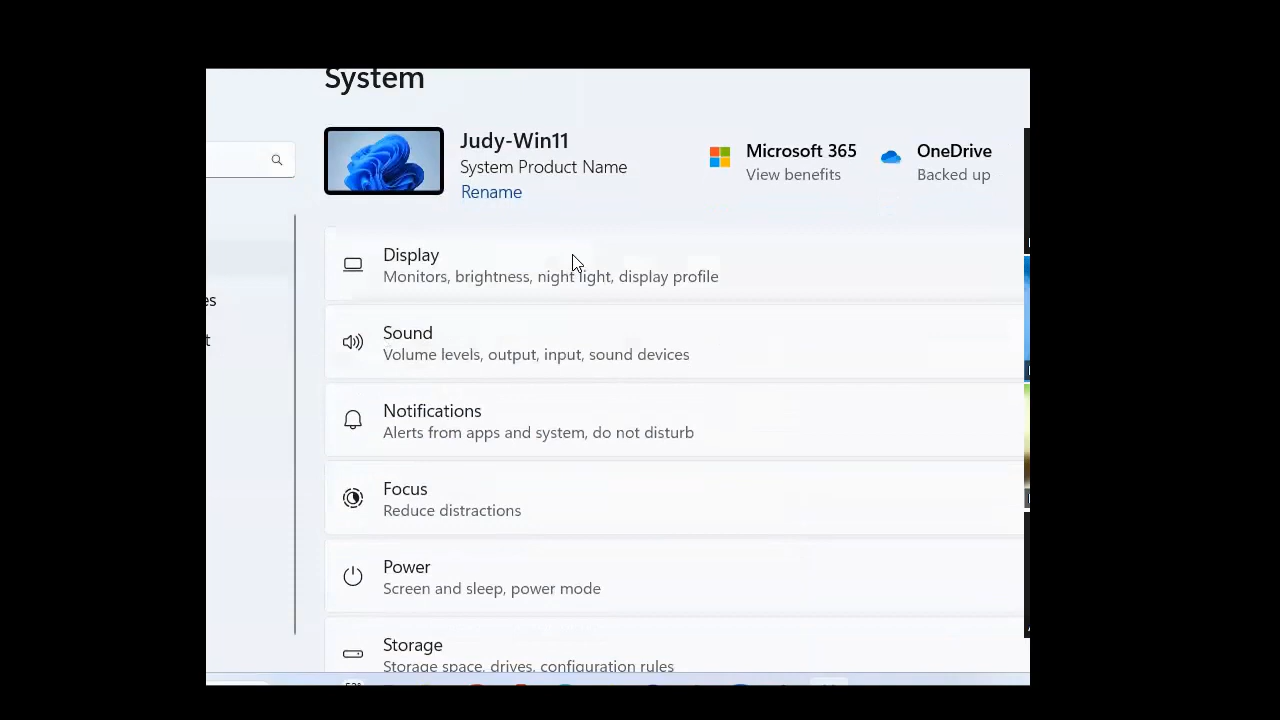 System
Judy-Win11
System Product Name
Rename
Microsoft 365
View benefits
OneDrive
Backed up
Display
Monitors, brightness, night light, display profile
Sound
Volume levels, output, input, sound devices
Notifications
Alerts from apps and system, do not disturb
Focus
Reduce distractions
Power
Screen and sleep, power mode
Storage
Storage space, drives, configuration rules